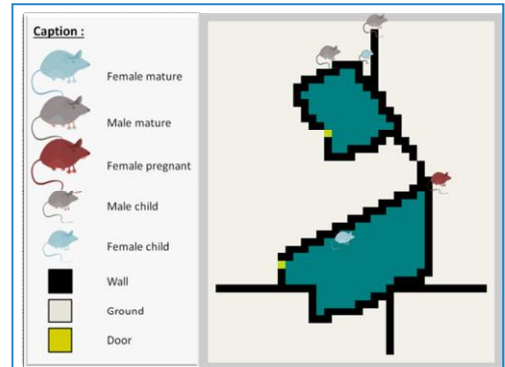 Caption :
Female mature
Male mature
Female pregnant
Male child
Female child
Wall
Ground
Door